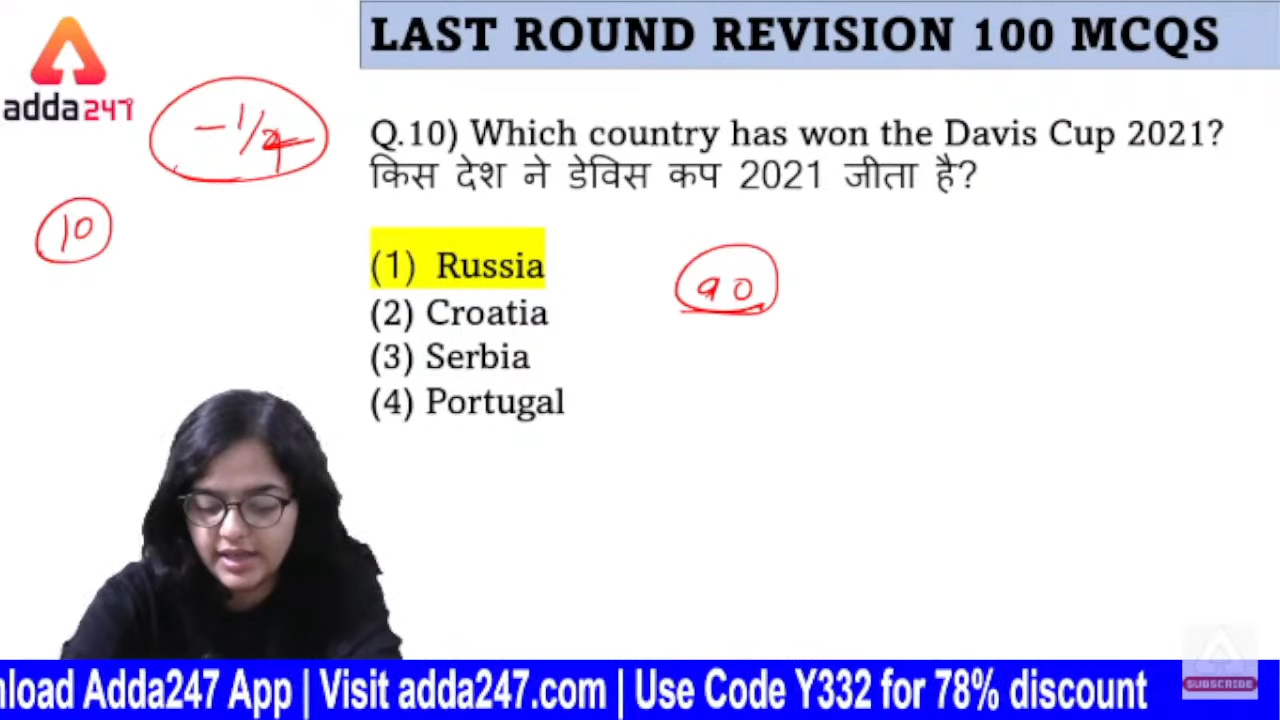 LAST ROUND REVISION 100 MCQS
adda247
-1/4
Q.10) Which country has won the Davis Cup 2021?
किस देश ने डेविस कप 2021 जीता है?
10
(1) Russia
90
(2) Croatia
(3) Serbia
(4) Portugal
SUBSCRIBE
nload Adda247 App | Visit adda247.com | Use Code Y332 for 78% discount